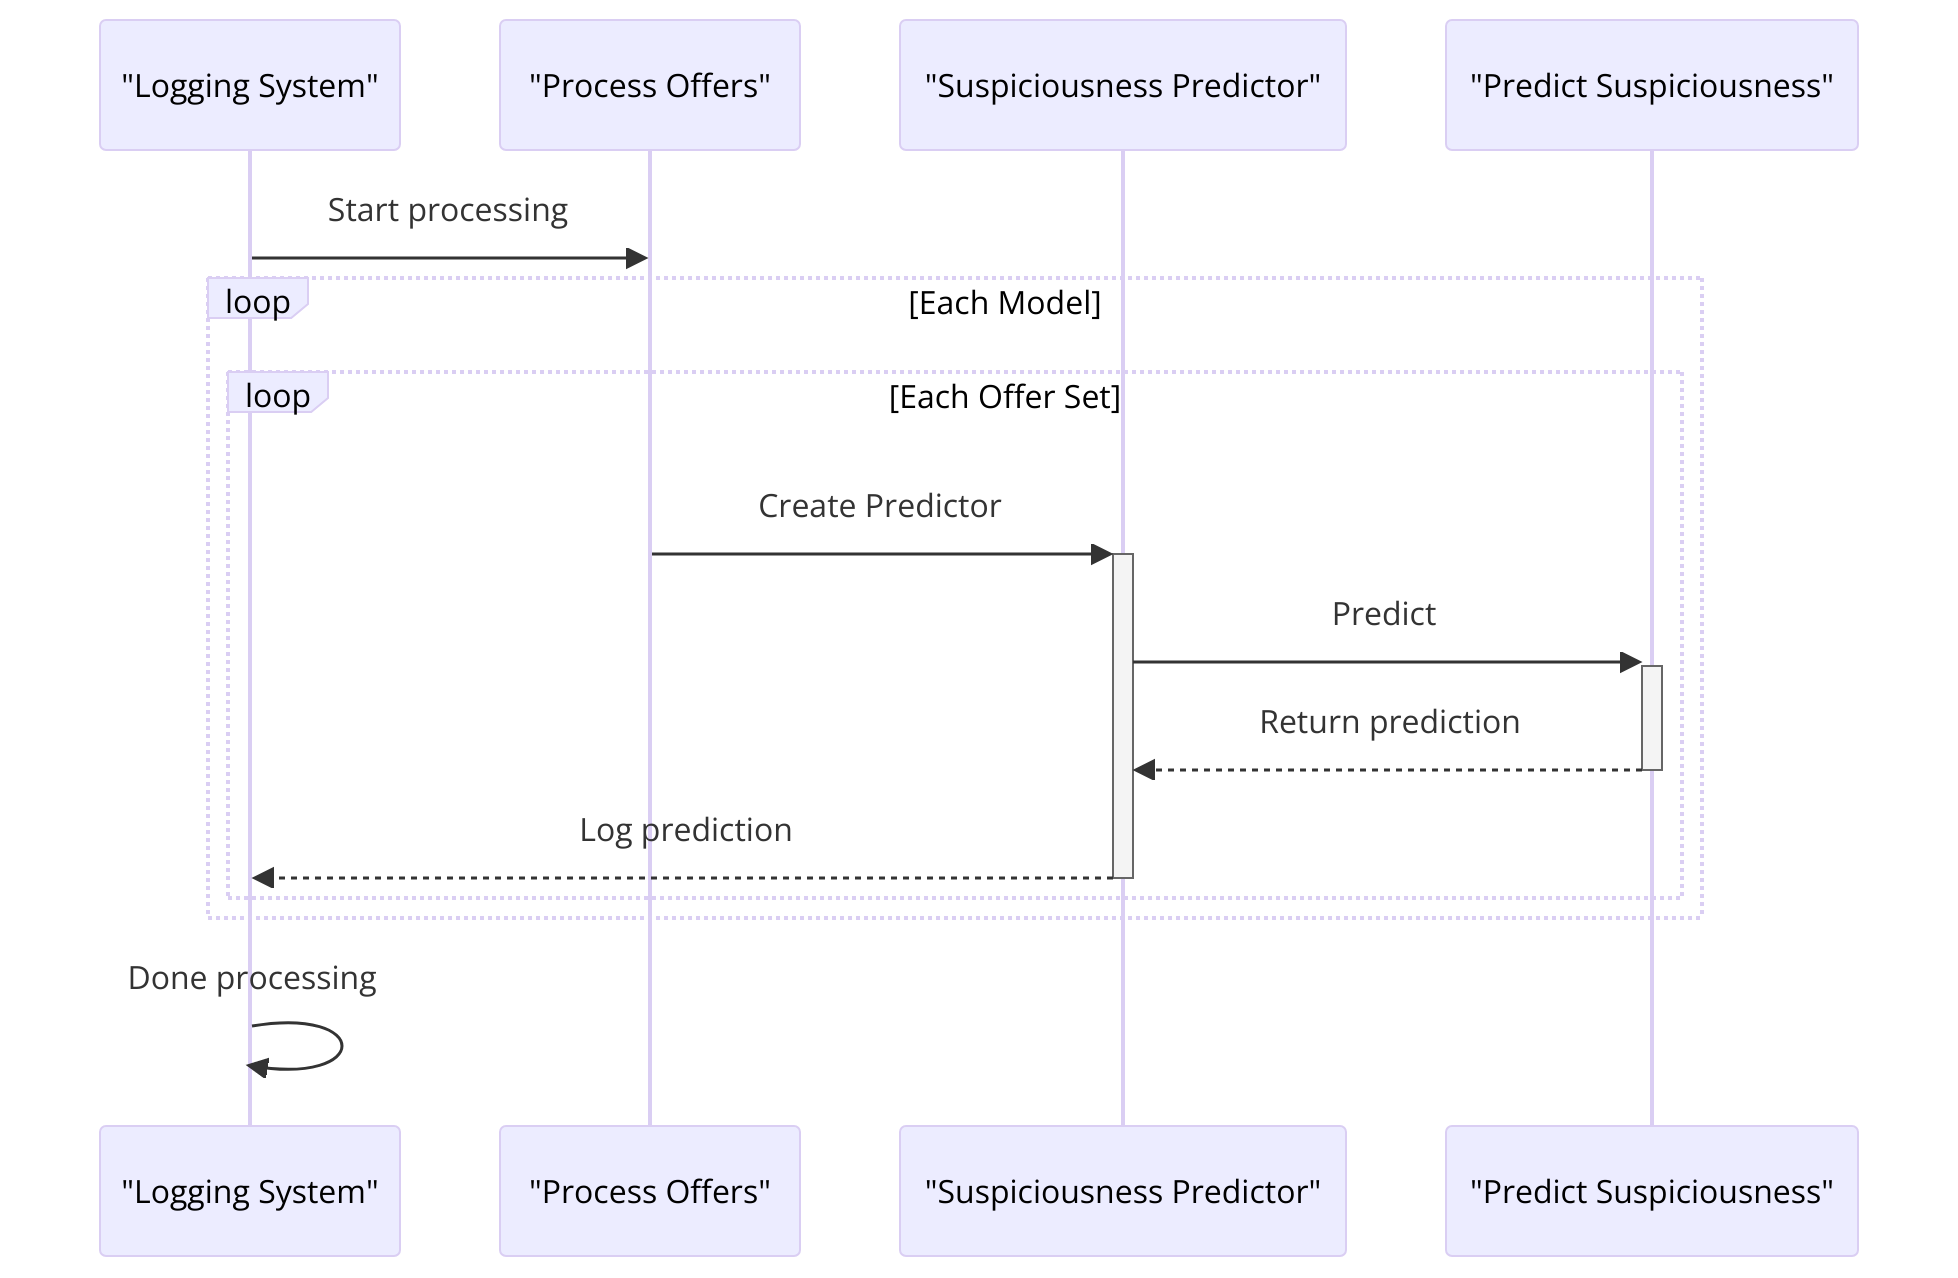 "Logging System"
"Process Offers"
"Suspiciousness Predictor"
"Predict Suspiciousness"
Start processing
loop
[Each Model]
loop
[Each Offer Set]
Create Predictor
Predict
Return prediction
Log prediction
Done processing
"Logging System"
"Process Offers"
"Suspiciousness Predictor"
"Predict Suspiciousness"